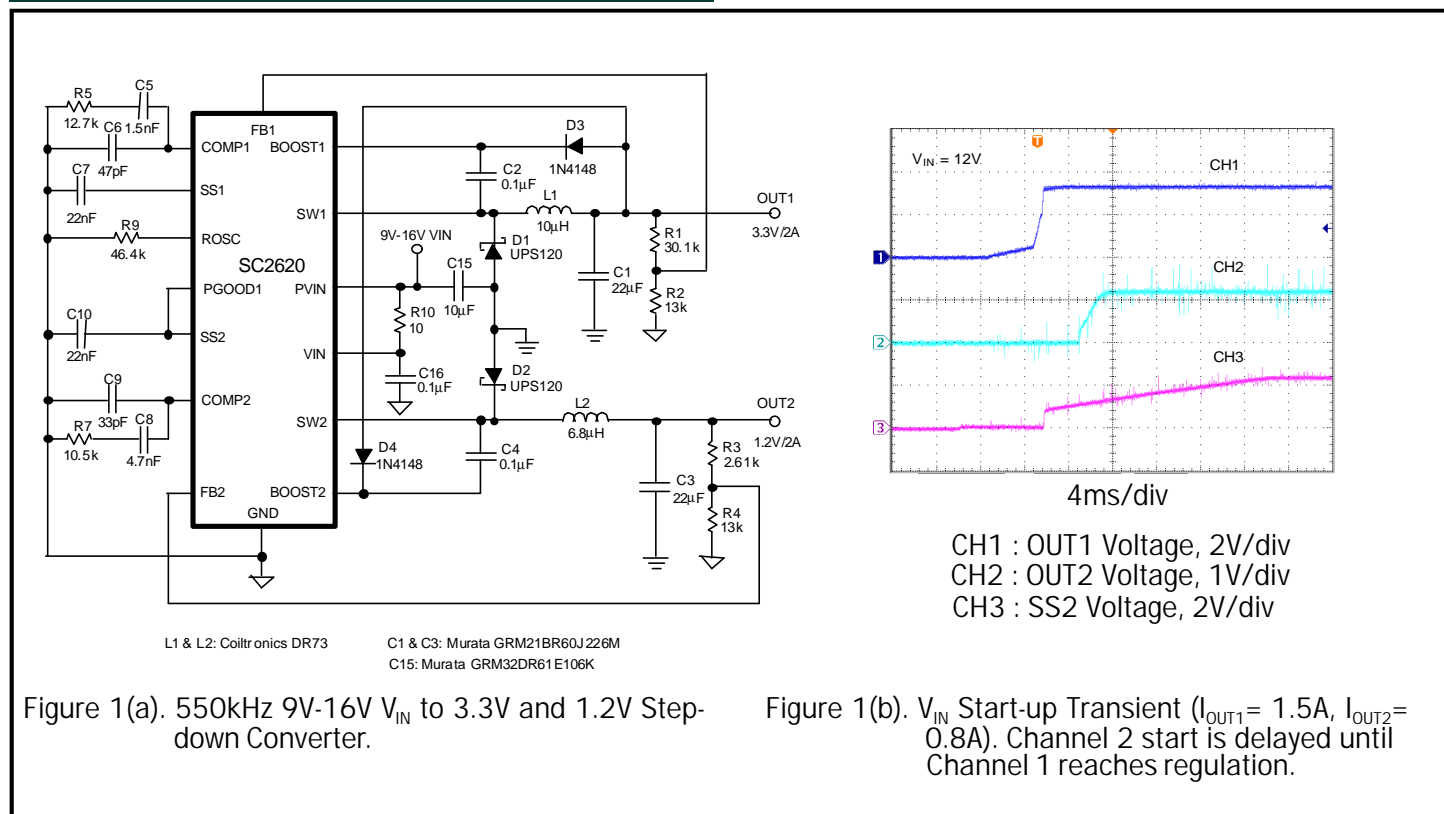 C5
R5
12.7k
C6
1.5nF
47pF
C7
22nF
R9
46.4k
C10
22nF
C9
33pF
C8
R7
10.5k
4.7nF
FB1
COMP1
BOOST1
SS1
SW1
ROSC
SC2620
PGOOD1
PVIN
SS2
VIN
COMP2
SW2
FB2
BOOST2
GND
D3
1N4148
C2
0.1µF
L1
10µH
OUT1
3.3V/2A
9V-16V VIN
D1
UPS120
C15
10µF
R1
30.1k
C1
22µF
R2
13k
R10
10
C16
0.1µF
D2
UPS120
L2
6.8µH
OUT2
1.2V/2A
D4
1N4148
C4
0.1µF
R3
2.61k
C3
22µF
R4
13k
L1 & L2: Coiltronics DR73
C1 & C3: Murata GRM21BR60J226M
C15: Murata GRM32DR61E106K
Figure 1(a). 550kHz 9V-16V VIN to 3.3V and 1.2V Step-
down Converter.
T
VIN = 12V
CH1
1
CH2
2
CH3
3
4ms/div
CH1 : OUT1 Voltage, 2V/div
CH2 : OUT2 Voltage, 1V/div
CH3 : SS2 Voltage, 2V/div
Figure 1(b). VIN Start-up Transient (IOUT1= 1.5A, IOUT2=
0.8A). Channel 2 start is delayed until
Channel 1 reaches regulation.